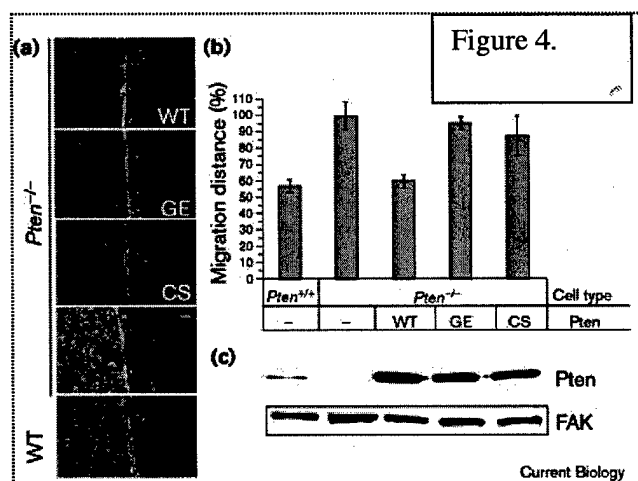 Figure 4.
(a)
Pten−/−
WT
GE
CS
WT
(b)
Migration distance (%)
110
100
90
80
70
60
50
40
30
20
10
0
Pten+/+ Pten−/− Cell type
– – WT GE CS Pten
(c)
Pten
FAK
Current Biology